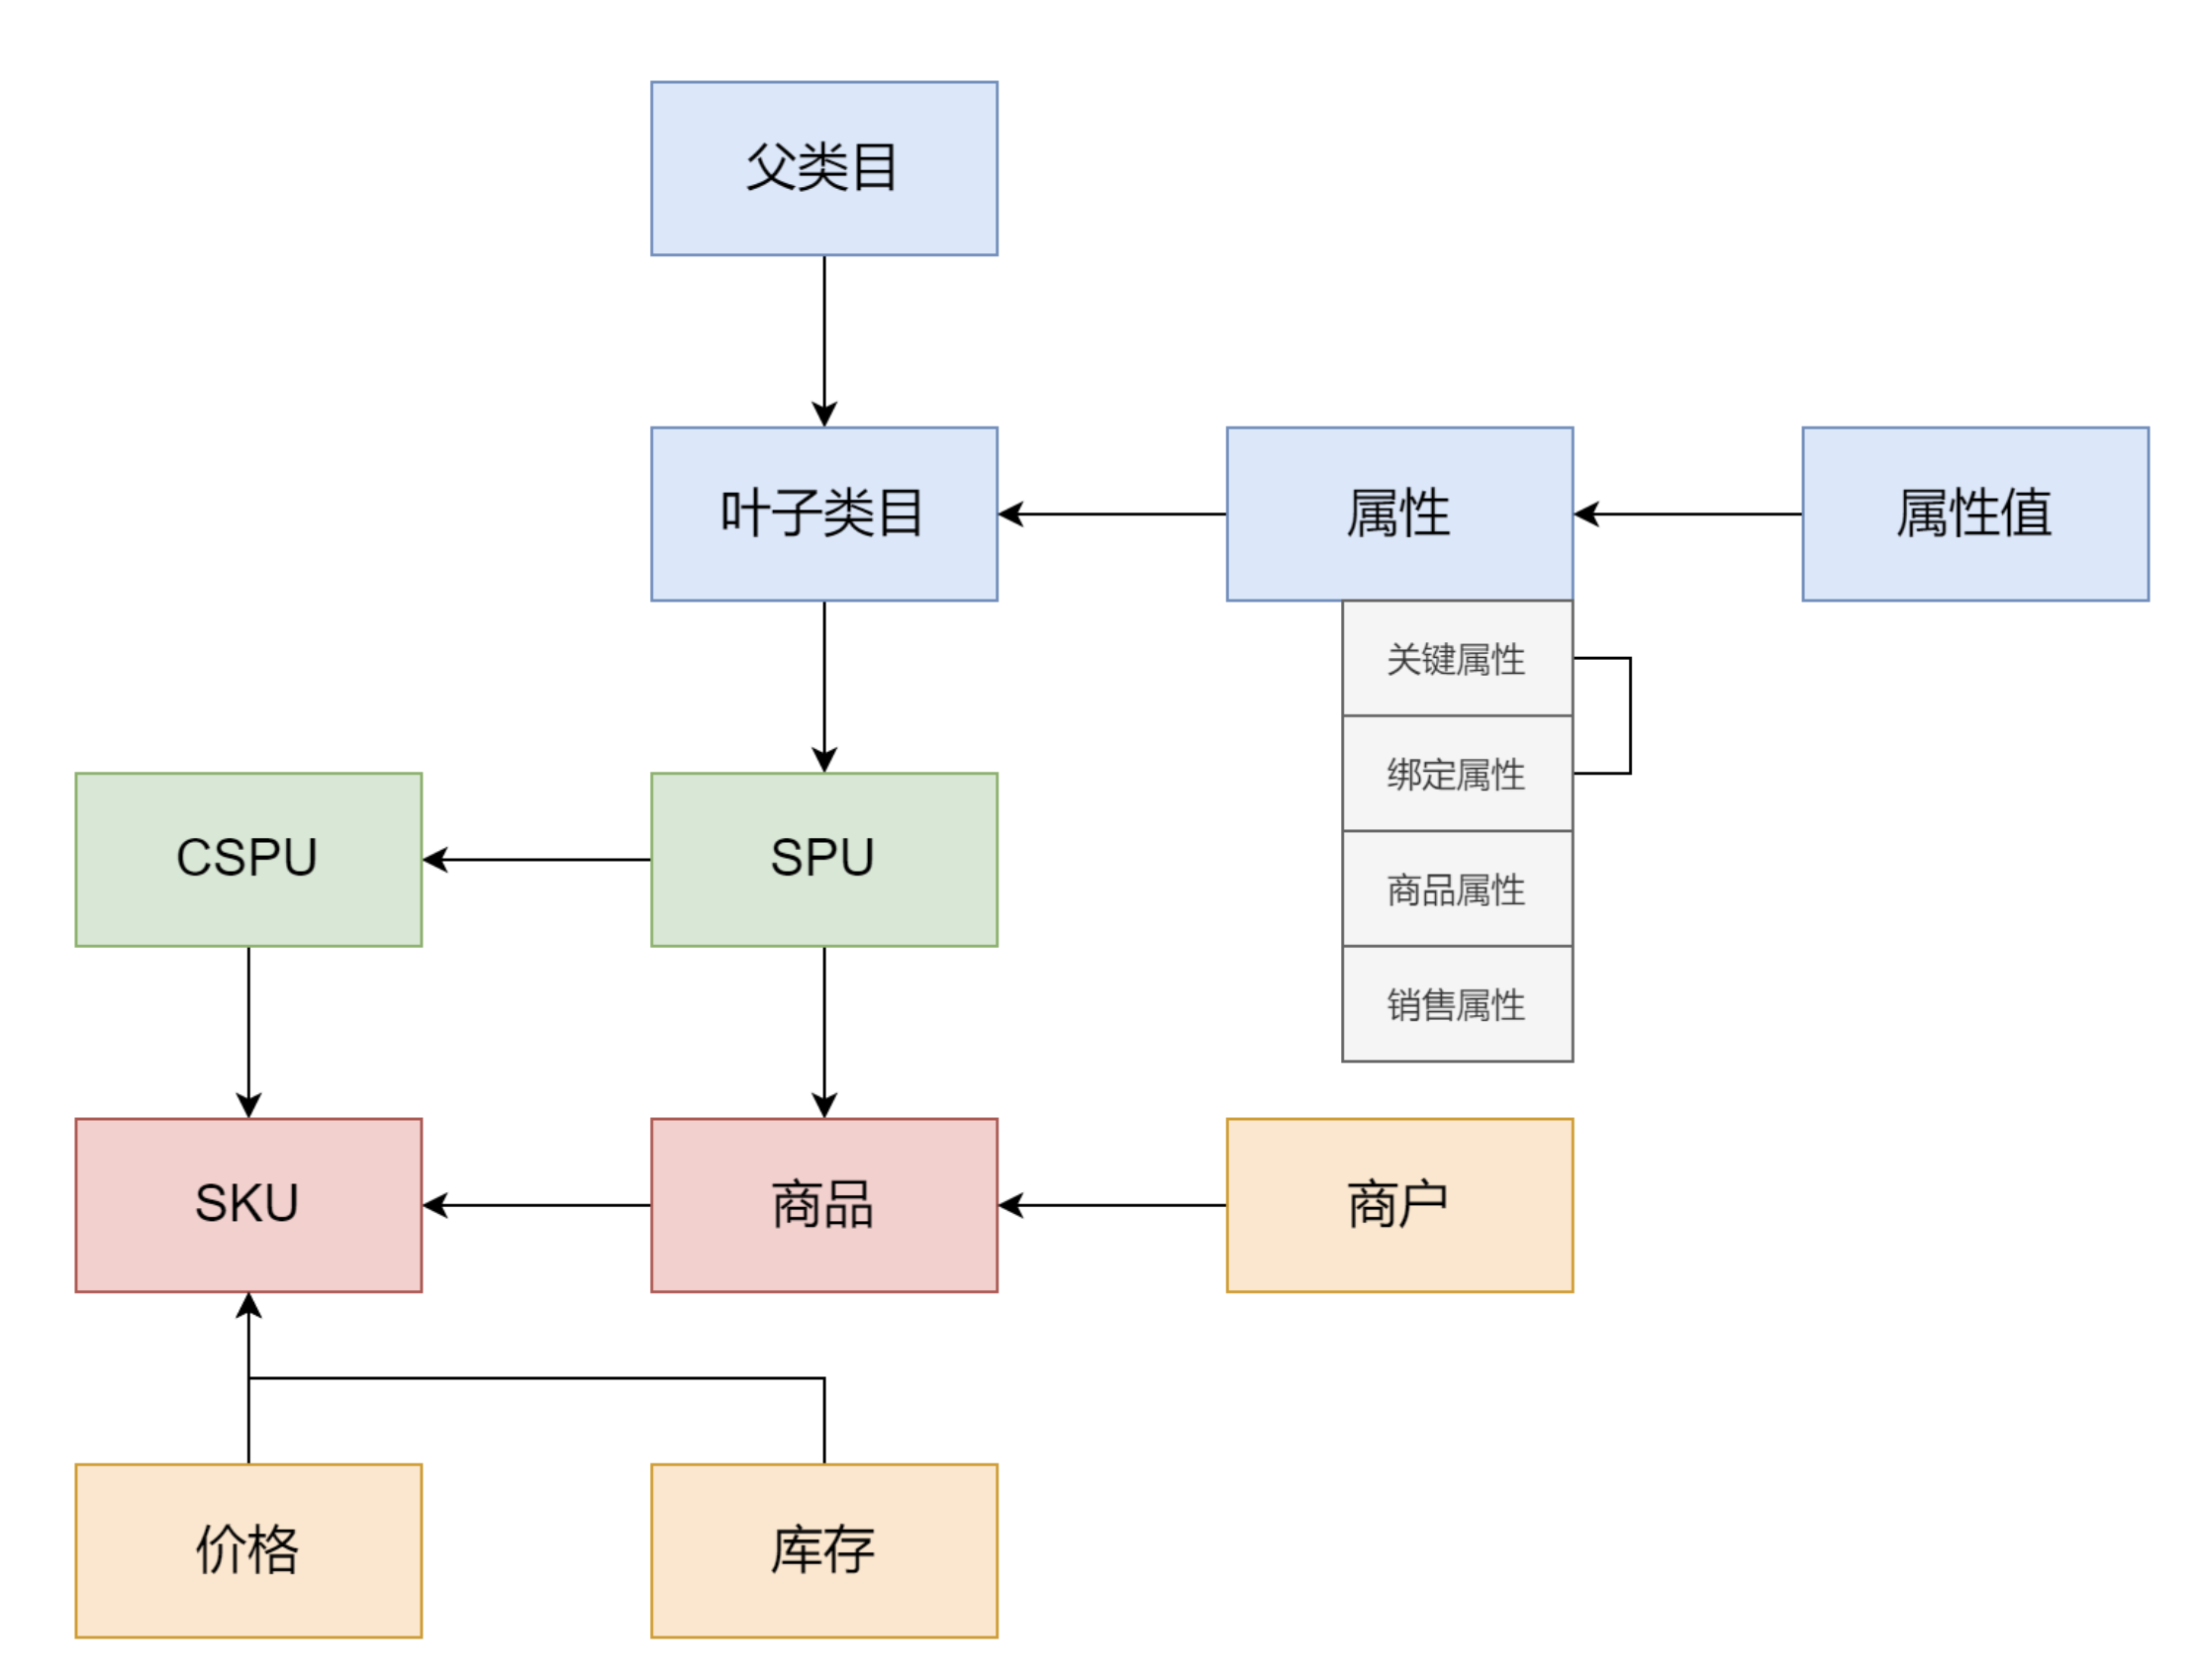 父类目
叶子类目
属性
属性值
关键属性
绑定属性
商品属性
销售属性
CSPU
SPU
SKU
商品
商户
价格
库存